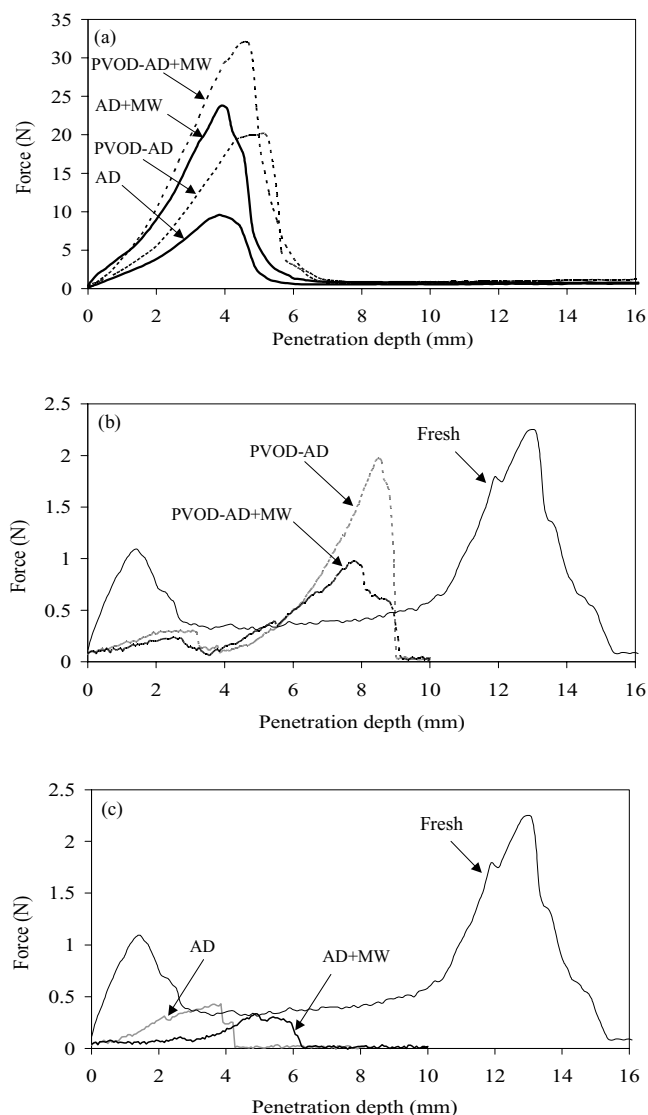 (a)
35
30
25
20
15
10
5
0
Force (N)
PVOD-AD+MW
AD+MW
PVOD-AD
AD
0 2 4 6 8 10 12 14 16
Penetration depth (mm)
(b)
2.5
2
1.5
1
0.5
0
Force (N)
PVOD-AD
PVOD-AD+MW
Fresh
0 2 4 6 8 10 12 14 16
Penetration depth (mm)
(c)
2.5
2
1.5
1
0.5
0
Force (N)
Fresh
AD
AD+MW
0 2 4 6 8 10 12 14 16
Penetration depth (mm)